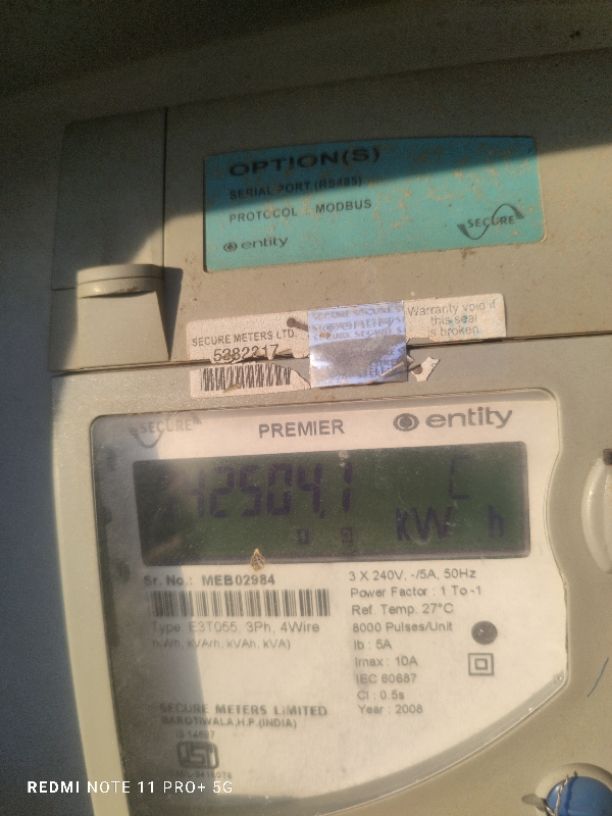 OPTION(S)
SERIAL PORT (RS485)
PROTOCOL : MODBUS
entity
SECURE
SECURE METERS LTD.
5382217
Warranty void if
this seal
is broken
SECURE
PREMIER
entity
C
kW h
Sr. No.: MEB02984
Type E3T055, 3Ph, 4Wire
kVArh, kVAh, kVA)
SECURE METERS LIMITED
BAROTIWALA, H.P. (INDIA)
3 X 240V, -/5A, 50Hz
Power Factor : 1 To -1
Ref. Temp. 27°C
8000 Pulses/Unit
Ib : 5A
Imax : 10A
IEC 60687
Cl : 0.5s
Year : 2008
REDMI NOTE 11 PRO+ 5G